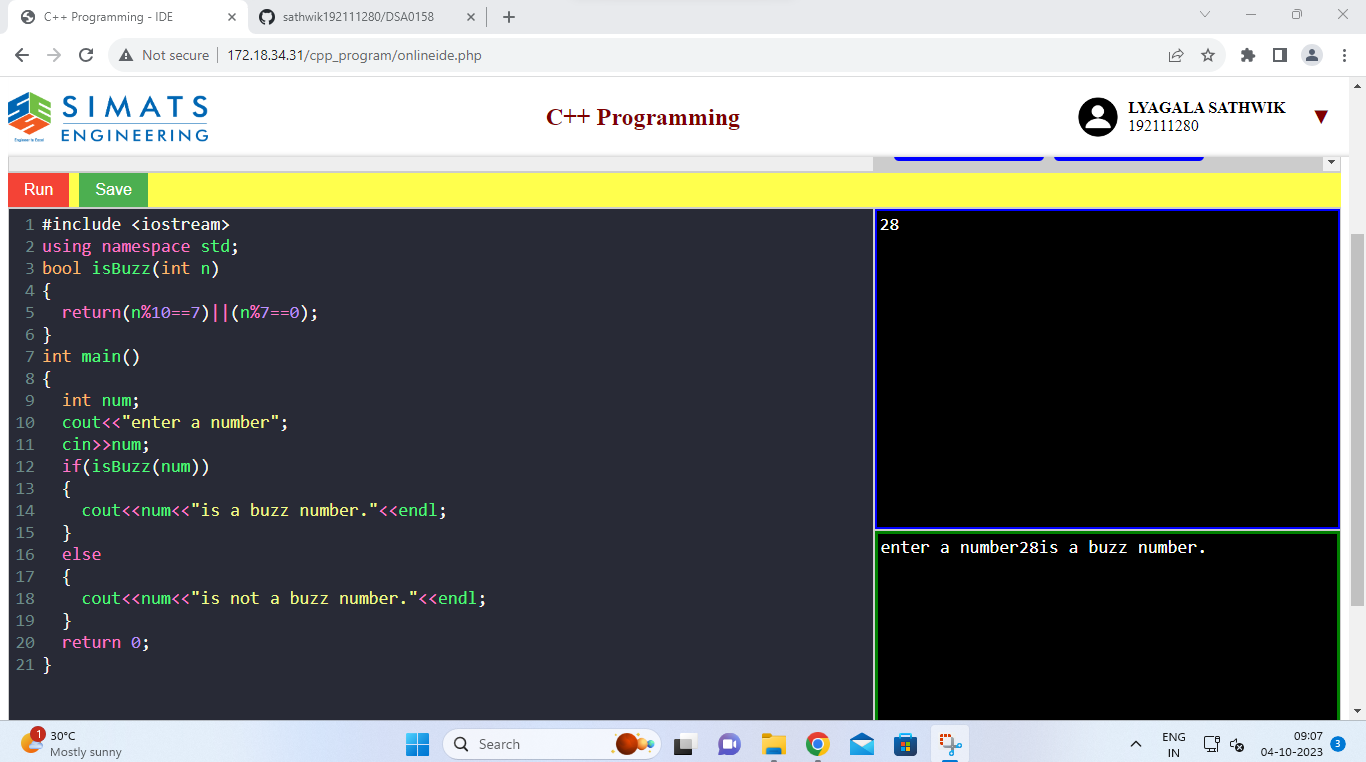 C++ Programming - IDE
sathwik192111280/DSA0158
Not secure
172.18.34.31/cpp_program/onlineide.php
SIMATS
ENGINEERING
Engineer to Excel
C++ Programming
LYAGALA SATHWIK
192111280
Run
Save
1 #include <iostream>
2 using namespace std;
3 bool isBuzz(int n)
4 {
5 return(n%10==7)||(n%7==0);
6 }
7 int main()
8 {
9 int num;
10 cout<<"enter a number";
11 cin>>num;
12 if(isBuzz(num))
13 {
14 cout<<num<<"is a buzz number."<<endl;
15 }
16 else
17 {
18 cout<<num<<"is not a buzz number."<<endl;
19 }
20 return 0;
21 }
28
enter a number28is a buzz number.
1
30°C
Mostly sunny
Search
ENG
IN
09:07
04-10-2023
3